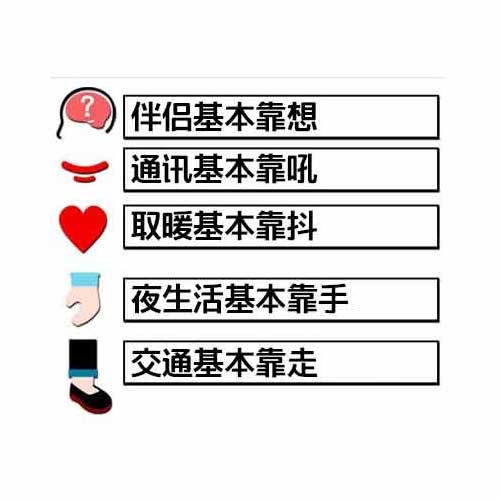 ?
伴侣基本靠想
通讯基本靠吼
取暖基本靠抖
夜生活基本靠手
交通基本靠走